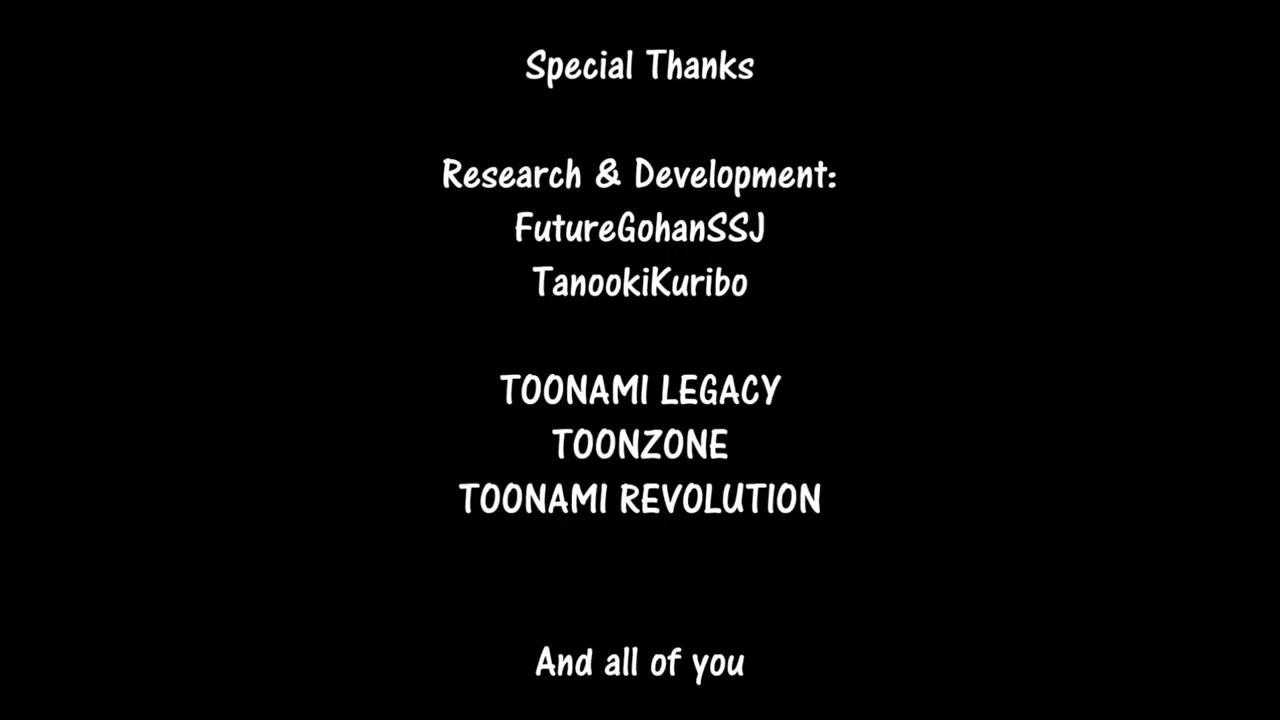 Special Thanks
Research & Development:
FutureGohanSSJ
TanookiKuribo
TOONAMI LEGACY
TOONZONE
TOONAMI REVOLUTION
And all of you